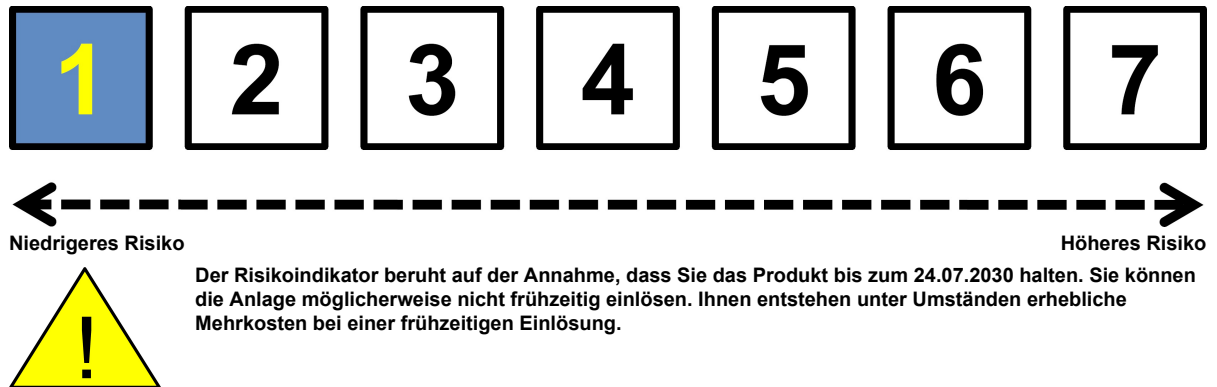 1 2 3 4 5 6 7
Niedrigeres Risiko Höheres Risiko
Der Risikoindikator beruht auf der Annahme, dass Sie das Produkt bis zum 24.07.2030 halten. Sie können
die Anlage möglicherweise nicht frühzeitig einlösen. Ihnen entstehen unter Umständen erhebliche
Mehrkosten bei einer frühzeitigen Einlösung.
!